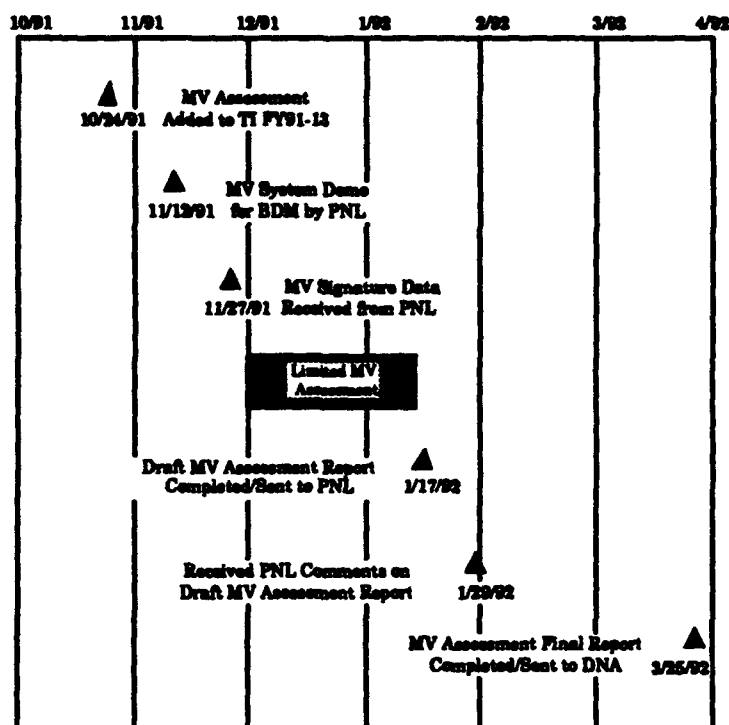 10/91 11/91 12/91 1/92 2/92 3/92 4/92
MV Assessment
10/24/91 Added to TI FY91-13
MV System Demo
11/12/91 for BDM by PNL
MV Signature Data
11/27/91 Received from PNL
Limited MV
Assessment
Draft MV Assessment Report
Completed/Sent to PNL 1/17/92
Received PNL Comments on
Draft MV Assessment Report 1/29/92
MV Assessment Final Report
Completed/Sent to DNA 3/25/92